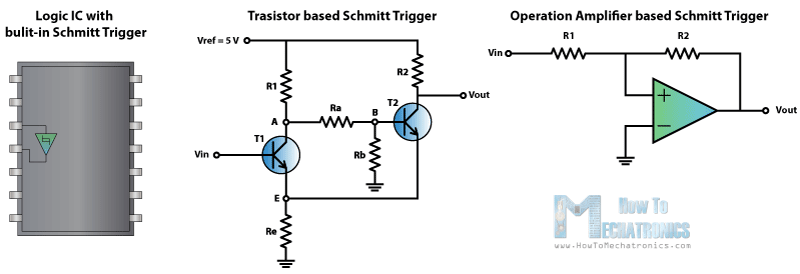 Logic IC with
bulit-in Schmitt Trigger
Trasistor based Schmitt Trigger
Vref = 5 V
R1
R2
Vout
T2
A
Ra
B
T1
Vin
Rb
E
Re
Operation Amplifier based Schmitt Trigger
Vin
R1
R2
+
−
Vout
How To
MECHATRONICS
www.HowToMechatronics.com